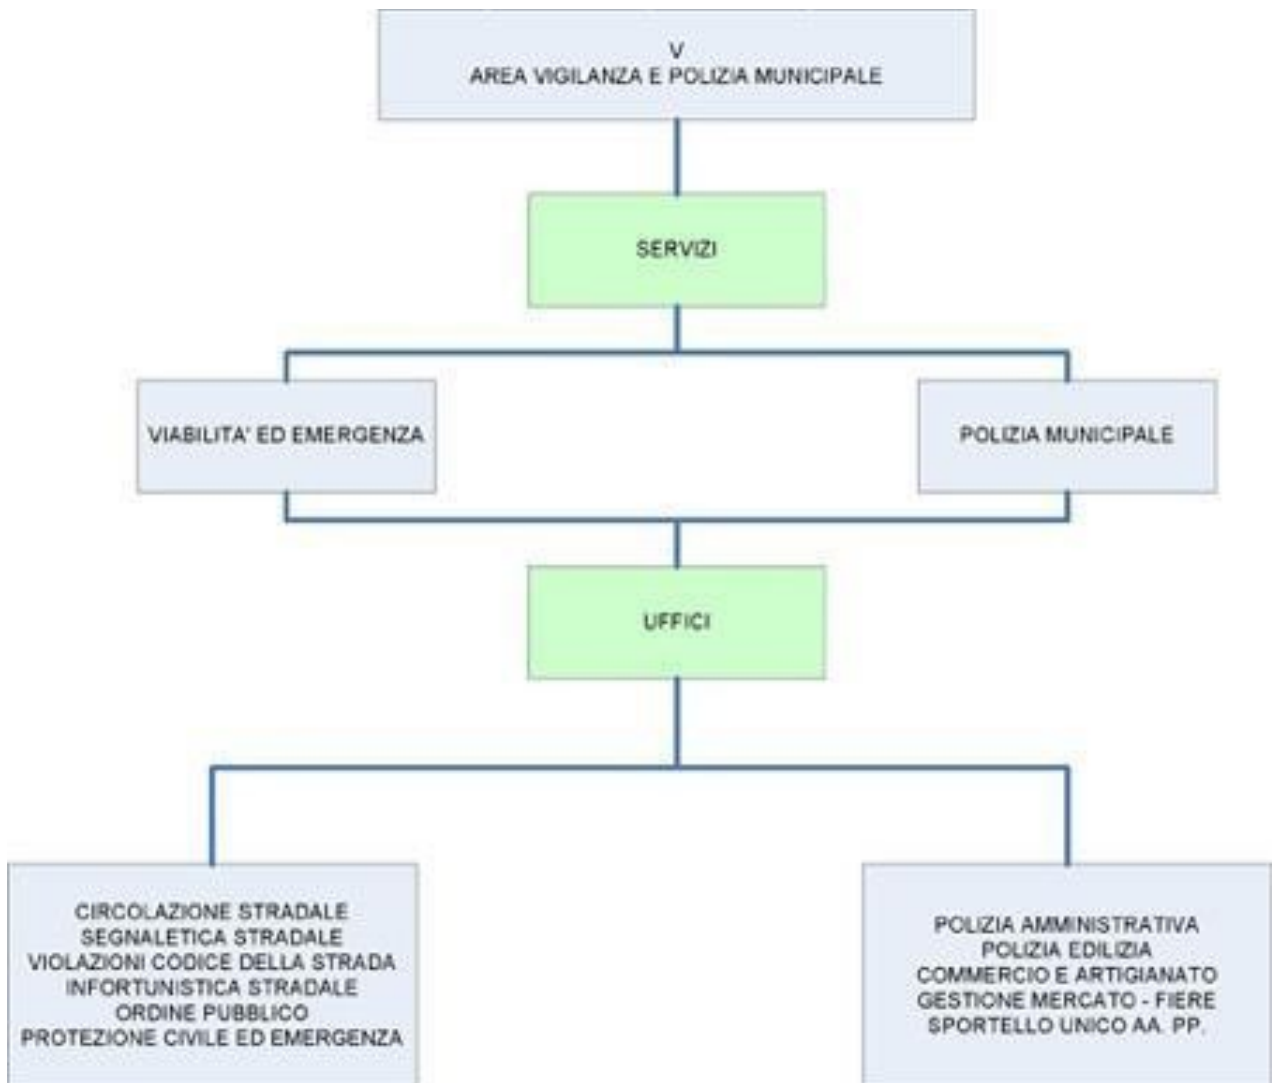 V
AREA VIGILANZA E POLIZIA MUNICIPALE
SERVIZI
VIABILITA' ED EMERGENZA
POLIZIA MUNICIPALE
UFFICI
CIRCOLAZIONE STRADALE
SEGNALETICA STRADALE
VIOLAZIONI CODICE DELLA STRADA
INFORTUNISTICA STRADALE
ORDINE PUBBLICO
PROTEZIONE CIVILE ED EMERGENZA
POLIZIA AMMINISTRATIVA
POLIZIA EDILIZIA
COMMERCIO E ARTIGIANATO
GESTIONE MERCATO - FIERE
SPORTELLO UNICO AA. PP.